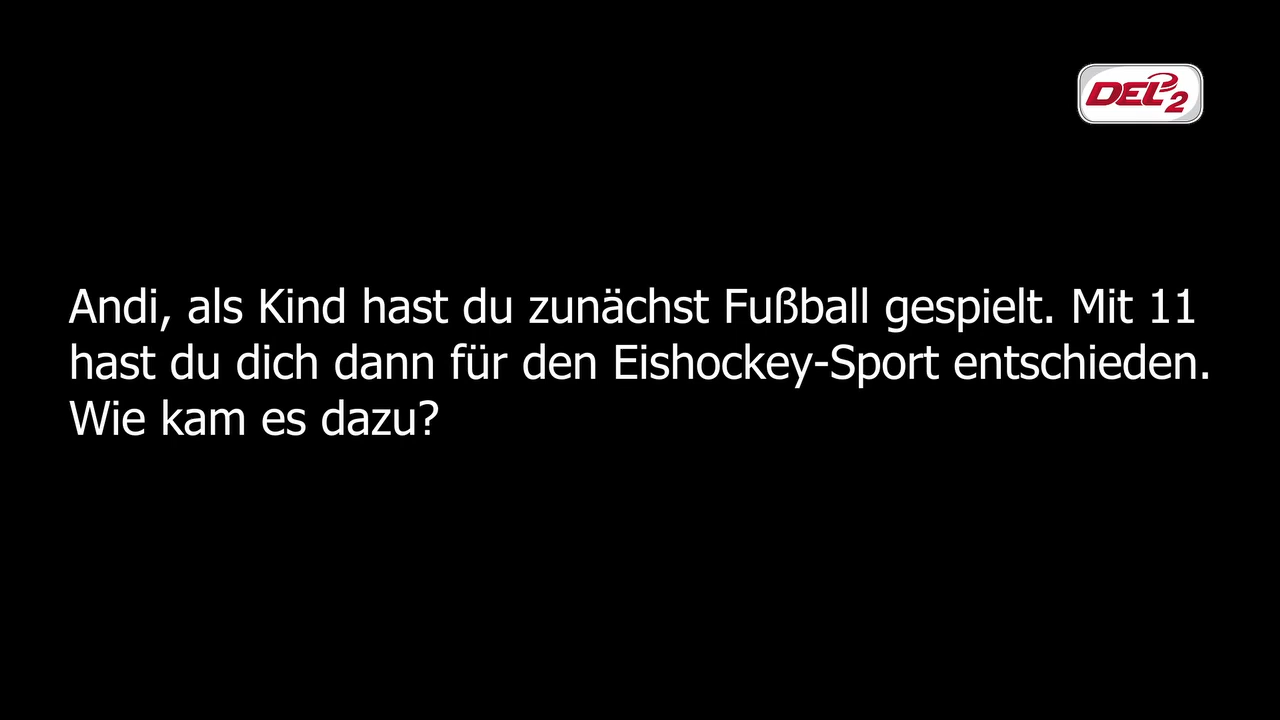 DEL2
Andi, als Kind hast du zunächst Fußball gespielt. Mit 11
hast du dich dann für den Eishockey-Sport entschieden.
Wie kam es dazu?